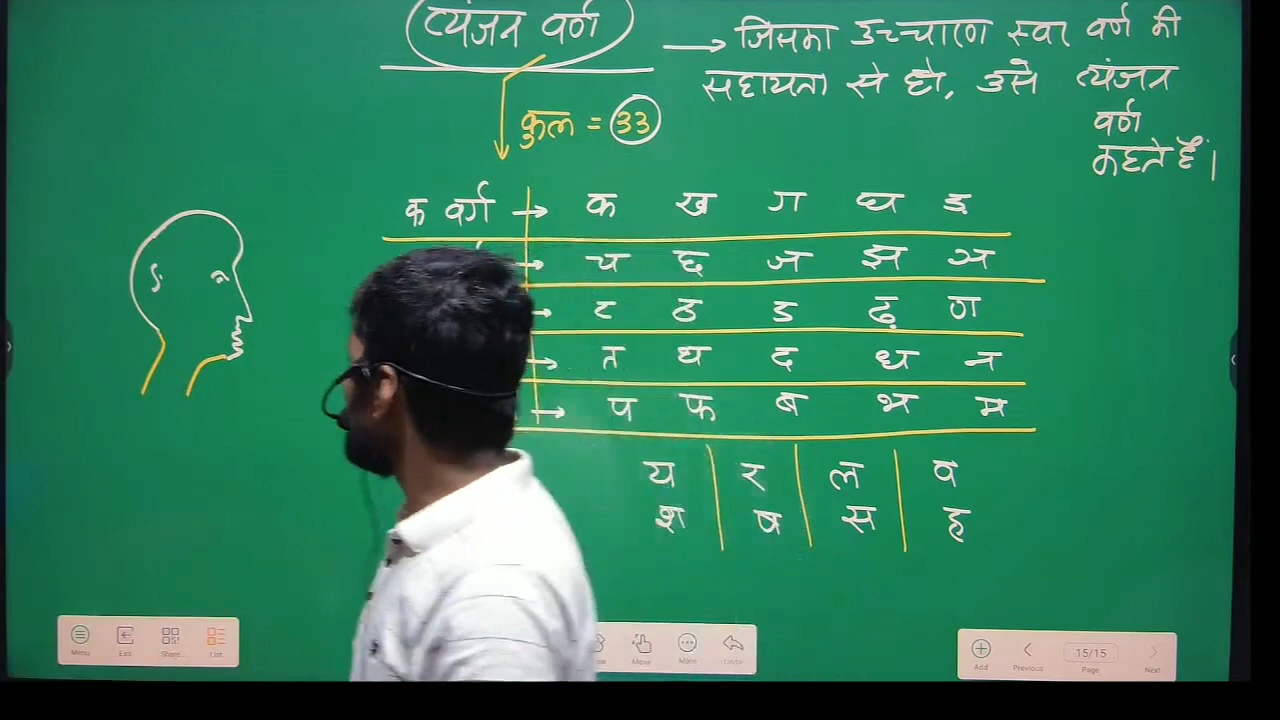 व्यंजन वर्ण → जिसका उच्चारण स्वर वर्ण की
सहायता से हो, उसे व्यंजन
वर्ण
कहते हैं।
कुल = 33
क वर्ग → क ख ग घ ङ
→ च छ ज झ ञ
→ ट ठ ड ढ़ ण
→ त थ द ध न
→ प फ ब भ म
य र ल व
श ष स ह
Menu Exit Share... List Move More Undo Add Previous 15/15 Page Next